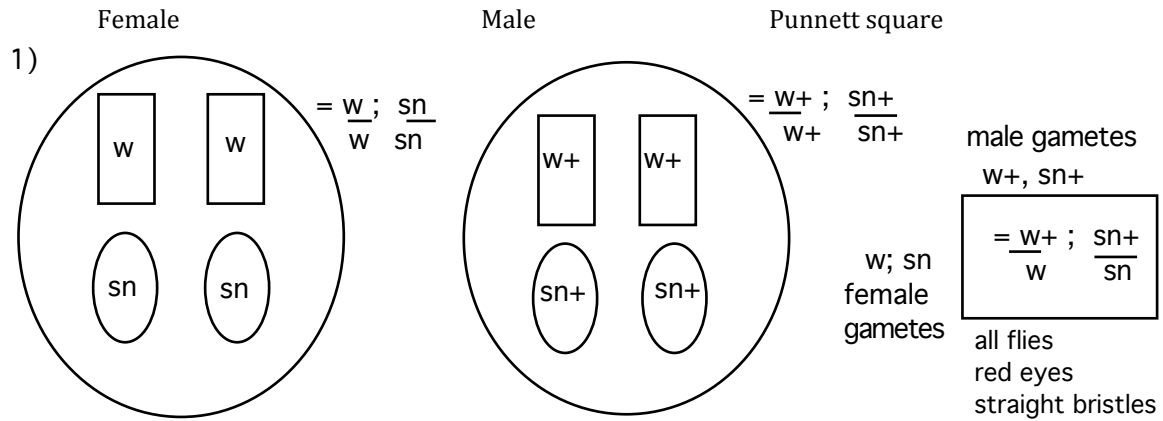 Female Male Punnett square
1)
w w
= w ; sn
w sn
sn sn
w+ w+
= w+ ; sn+
w+ sn+
sn+ sn+
male gametes
w+, sn+
w; sn
female
gametes
= w+ ; sn+
w sn
all flies
red eyes
straight bristles